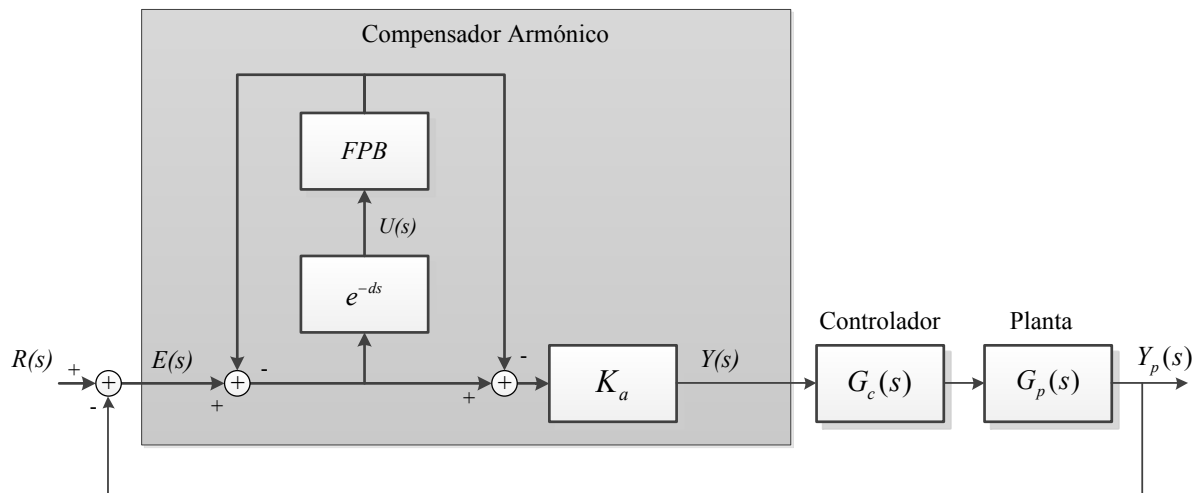 Compensador Armónico
FPB
U(s)
e^{-ds}
Controlador
Planta
R(s)
+
-
+
E(s)
+
-
+
+
-
+
K_a
Y(s)
G_c(s)
G_p(s)
Y_p(s)